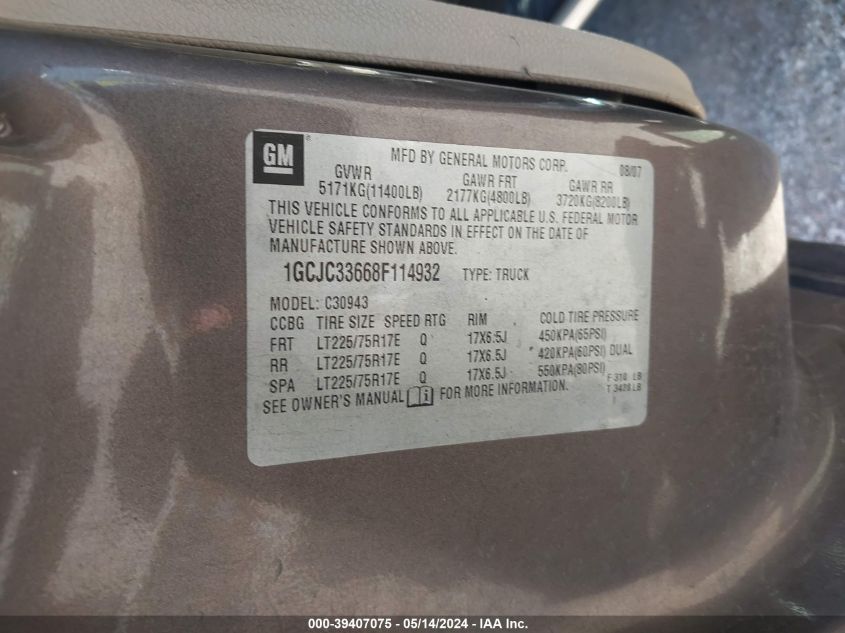 GM
MFD BY GENERAL MOTORS CORP. 08/07
GVWR GAWR FRT GAWR RR
5171KG(11400LB) 2177KG(4800LB) 3720KG(8200LB)
THIS VEHICLE CONFORMS TO ALL APPLICABLE U.S. FEDERAL MOTOR
VEHICLE SAFETY STANDARDS IN EFFECT ON THE DATE OF
MANUFACTURE SHOWN ABOVE.
1GCJC33668F114932 TYPE: TRUCK
MODEL: C30943
CCBG TIRE SIZE SPEED RTG RIM COLD TIRE PRESSURE
FRT LT225/75R17E Q 17X6.5J 450KPA(65PSI)
RR LT225/75R17E Q 17X6.5J * 420KPA(60PSI) DUAL
SPA LT225/75R17E Q 17X6.5J 550KPA(80PSI)
SEE OWNER'S MANUAL FOR MORE INFORMATION. F-310 LB
T 3420 LB
000-39407075 - 05/14/2024 - IAA Inc.